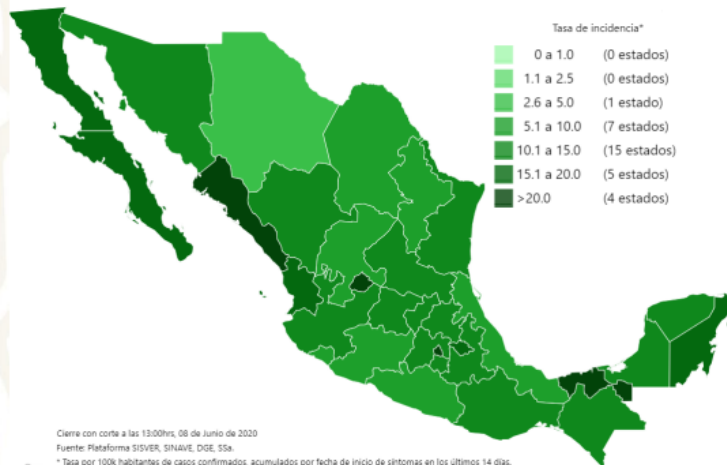 Tasa de incidencia*
0 a 1.0 (0 estados)
1.1 a 2.5 (0 estados)
2.6 a 5.0 (1 estado)
5.1 a 10.0 (7 estados)
10.1 a 15.0 (15 estados)
15.1 a 20.0 (5 estados)
>20.0 (4 estados)
Cierre con corte a las 13:00hrs, 08 de Junio de 2020
Fuente: Plataforma SISVER, SINAVE, DGE, SSa.
* Tasa por 100k habitantes de casos confirmados, acumulados por fecha de inicio de síntomas en los últimos 14 días.